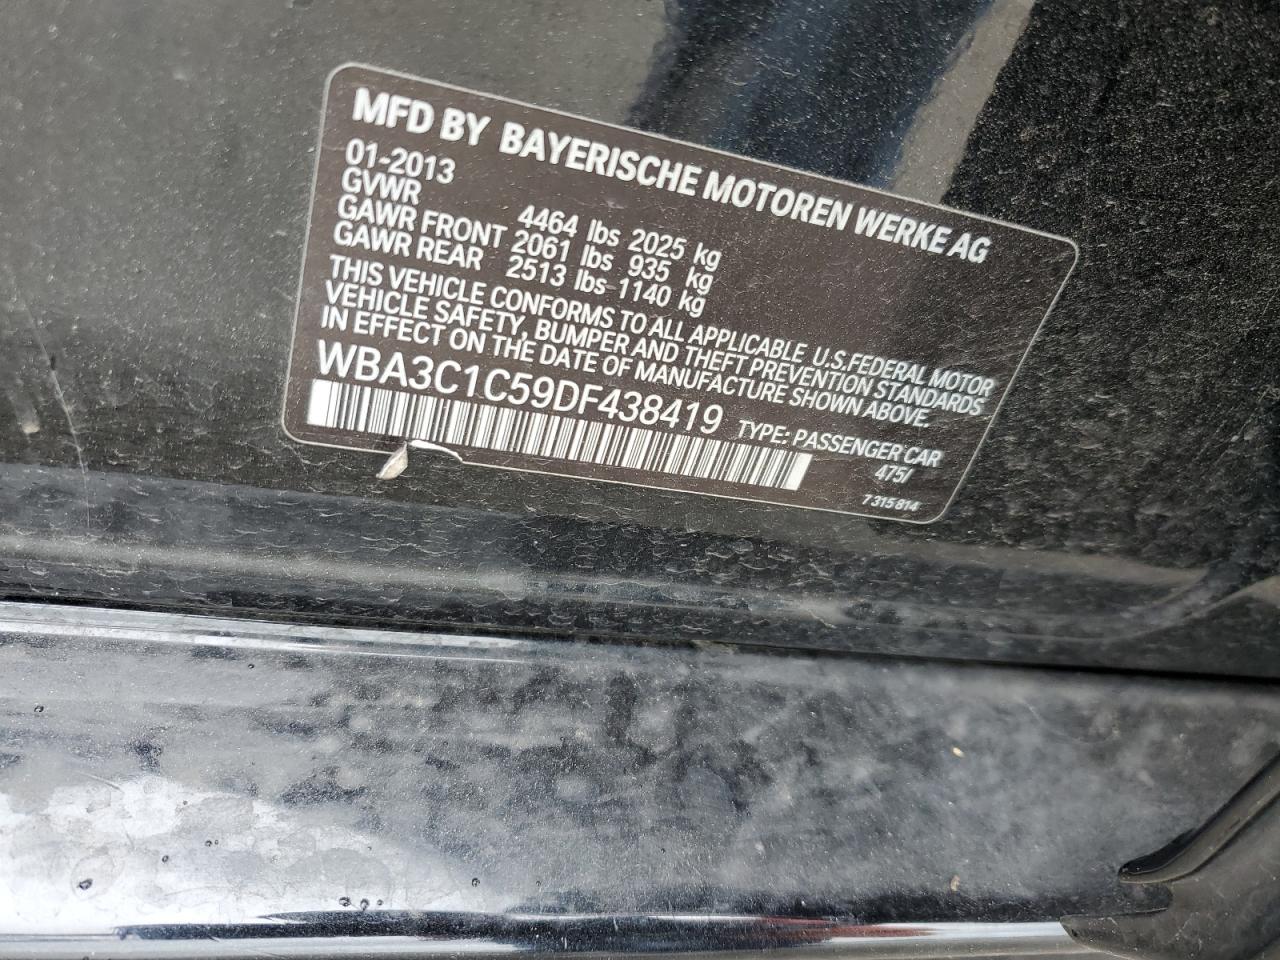 MFD BY BAYERISCHE MOTOREN WERKE AG
01-2013
GVWR 4464 lbs 2025 kg
GAWR FRONT 2061 lbs 935 kg
GAWR REAR 2513 lbs 1140 kg
THIS VEHICLE CONFORMS TO ALL APPLICABLE U.S.FEDERAL MOTOR
VEHICLE SAFETY, BUMPER AND THEFT PREVENTION STANDARDS
IN EFFECT ON THE DATE OF MANUFACTURE SHOWN ABOVE.
WBA3C1C59DF438419 TYPE: PASSENGER CAR
475/
7 315 814